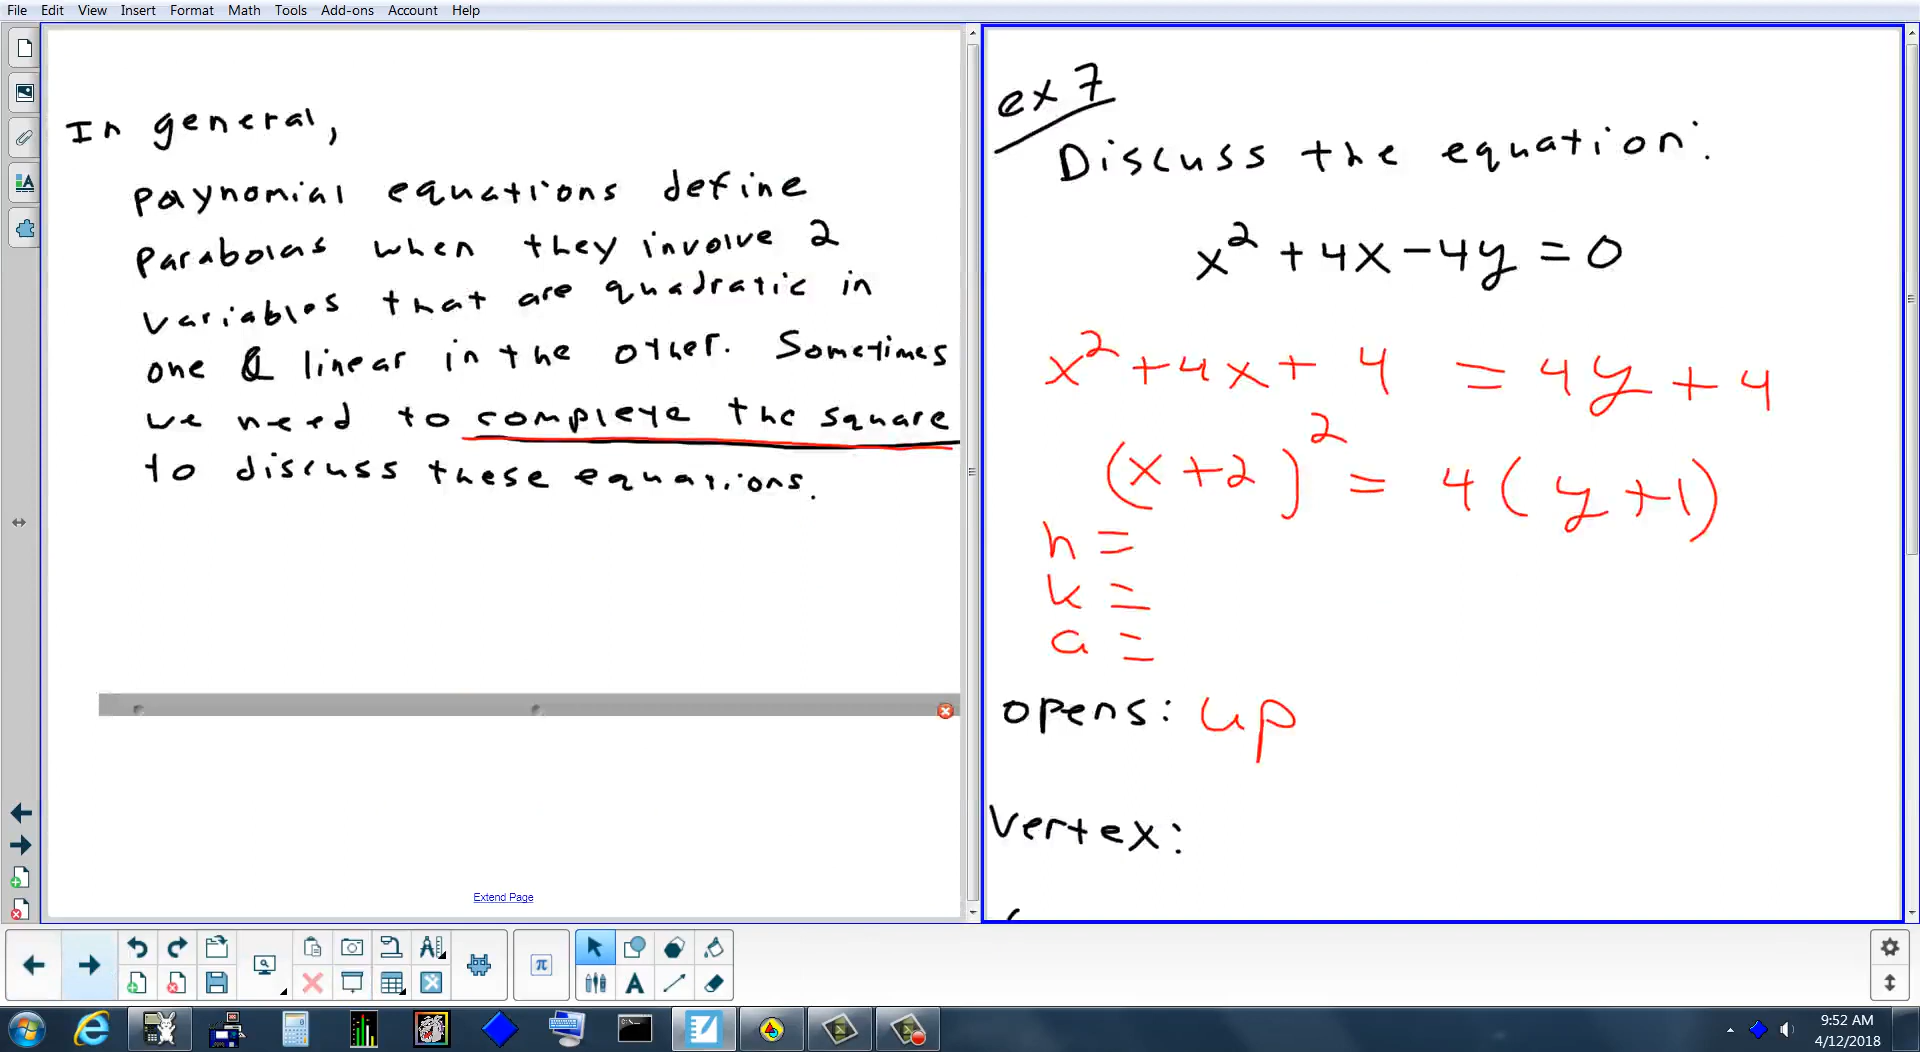 File Edit View Insert Format Math Tools Add-ons Account Help
In general,
polynomial equations define
parabolas when they involve 2
variables that are quadratic in
one & linear in the other. Sometimes
we need to complete the square
to discuss these equations.
Extend Page
ex 7
Discuss the equation:
x² + 4x - 4y = 0
x² + 4x + 4 = 4y + 4
(x + 2)² = 4(y + 1)
h =
k =
a =
opens: up
Vertex:
π
A
9:52 AM
4/12/2018